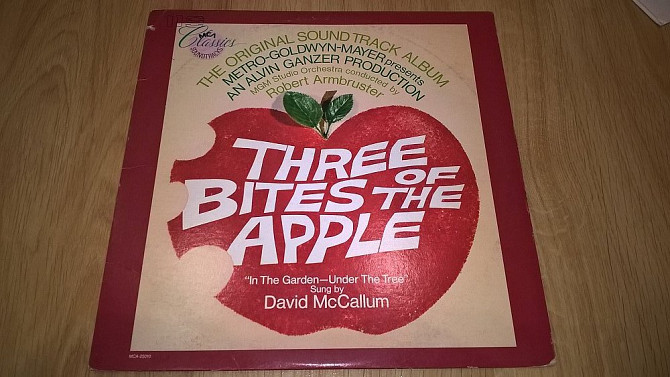 MCA
Classics
SOUNDTRACKS
THE ORIGINAL SOUND TRACK ALBUM
METRO-GOLDWYN-MAYER presents
AN ALVIN GANZER PRODUCTION
MGM Studio Orchestra conducted by
Robert Armbruster
THREE
BITES OF THE
APPLE
"In The Garden—Under The Tree"
Sung by
David McCallum